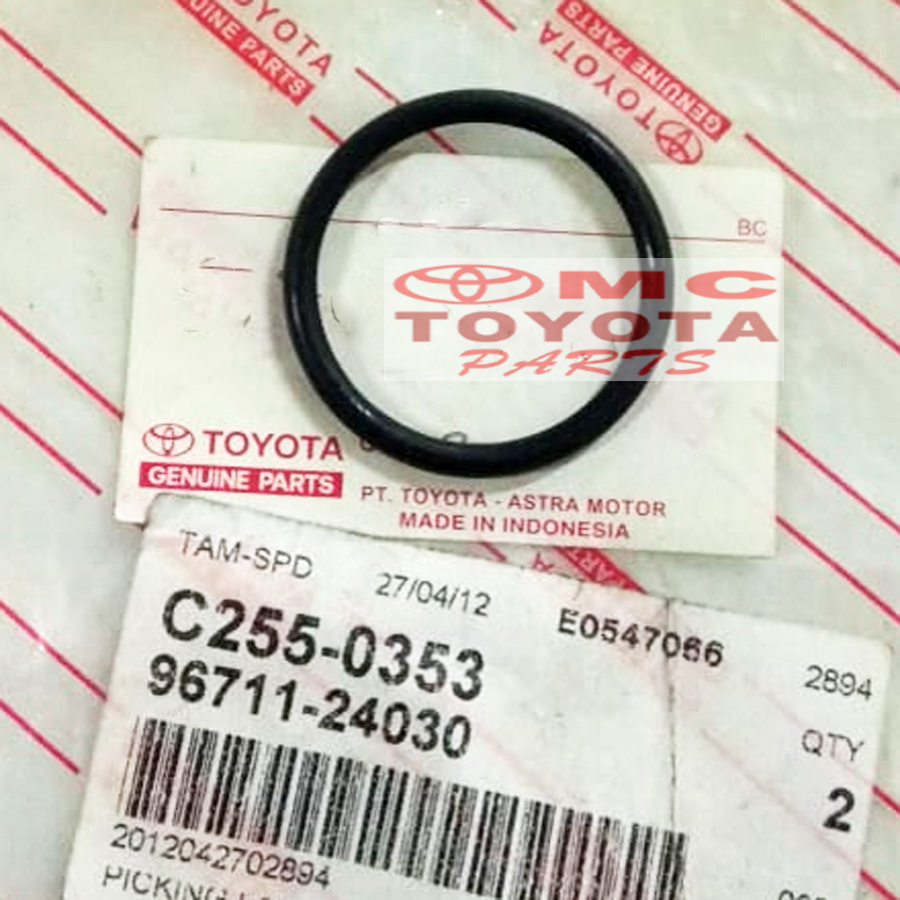 TOYOTA
GENUINE PARTS
TOYOTA
GENUINE PARTS
BC
OMC
TOYOTA
PARTS
TOYOTA
GENUINE PARTS
PT. TOYOTA - ASTRA MOTOR
MADE IN INDONESIA
TAM-SPD 27/04/12 E0547066 2894
C255-0353
96711-24030
QTY
2
2012042702894
PICKING